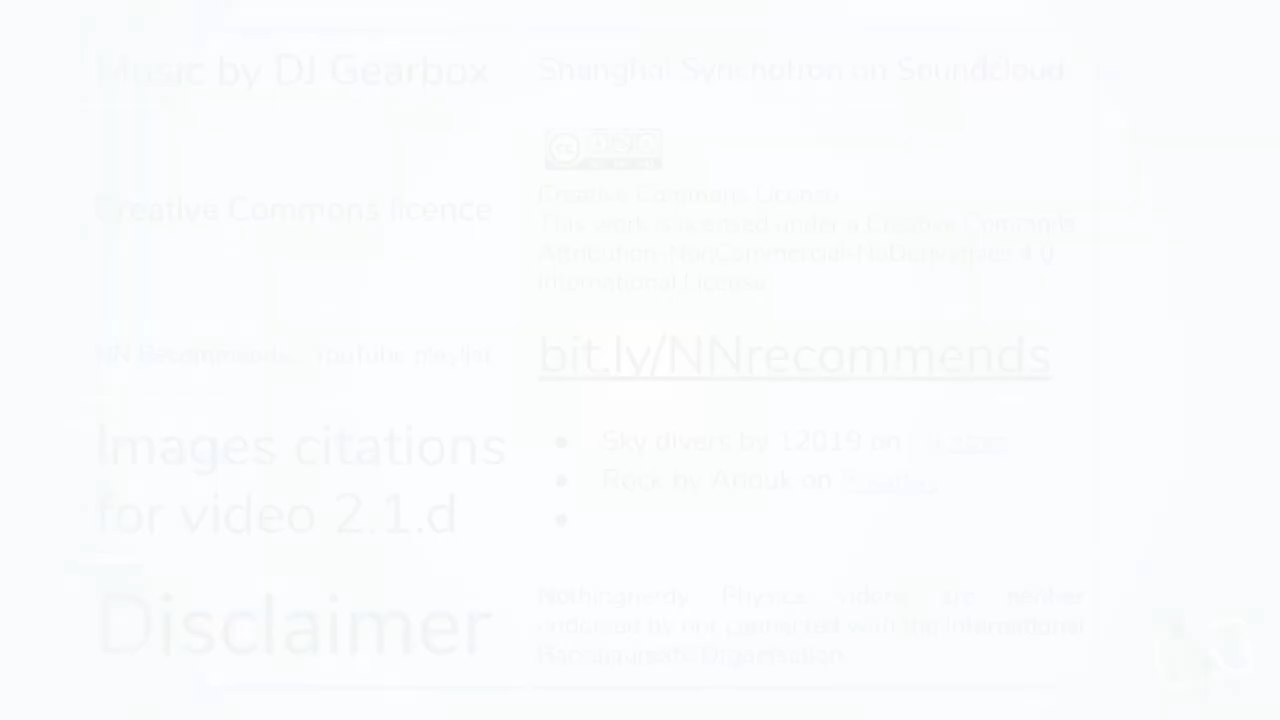 Music by DJ Gearbox
Shanghai Synchotron on Soundcloud
Creative Commons licence
Creative Commons License
This work is licensed under a Creative Commons
Attribution-NonCommercial-NoDerivatives 4.0
International License
NN Recommends... YouTube playlist
bit.ly/NNrecommends
Images citations
for video 2.1.d
• Sky divers by 12019 on
• Rock by Anouk on
•
Disclaimer
Nothingnerdy Physics videos are neither
endorsed by nor connected with the International
Baccalaureate Organisation